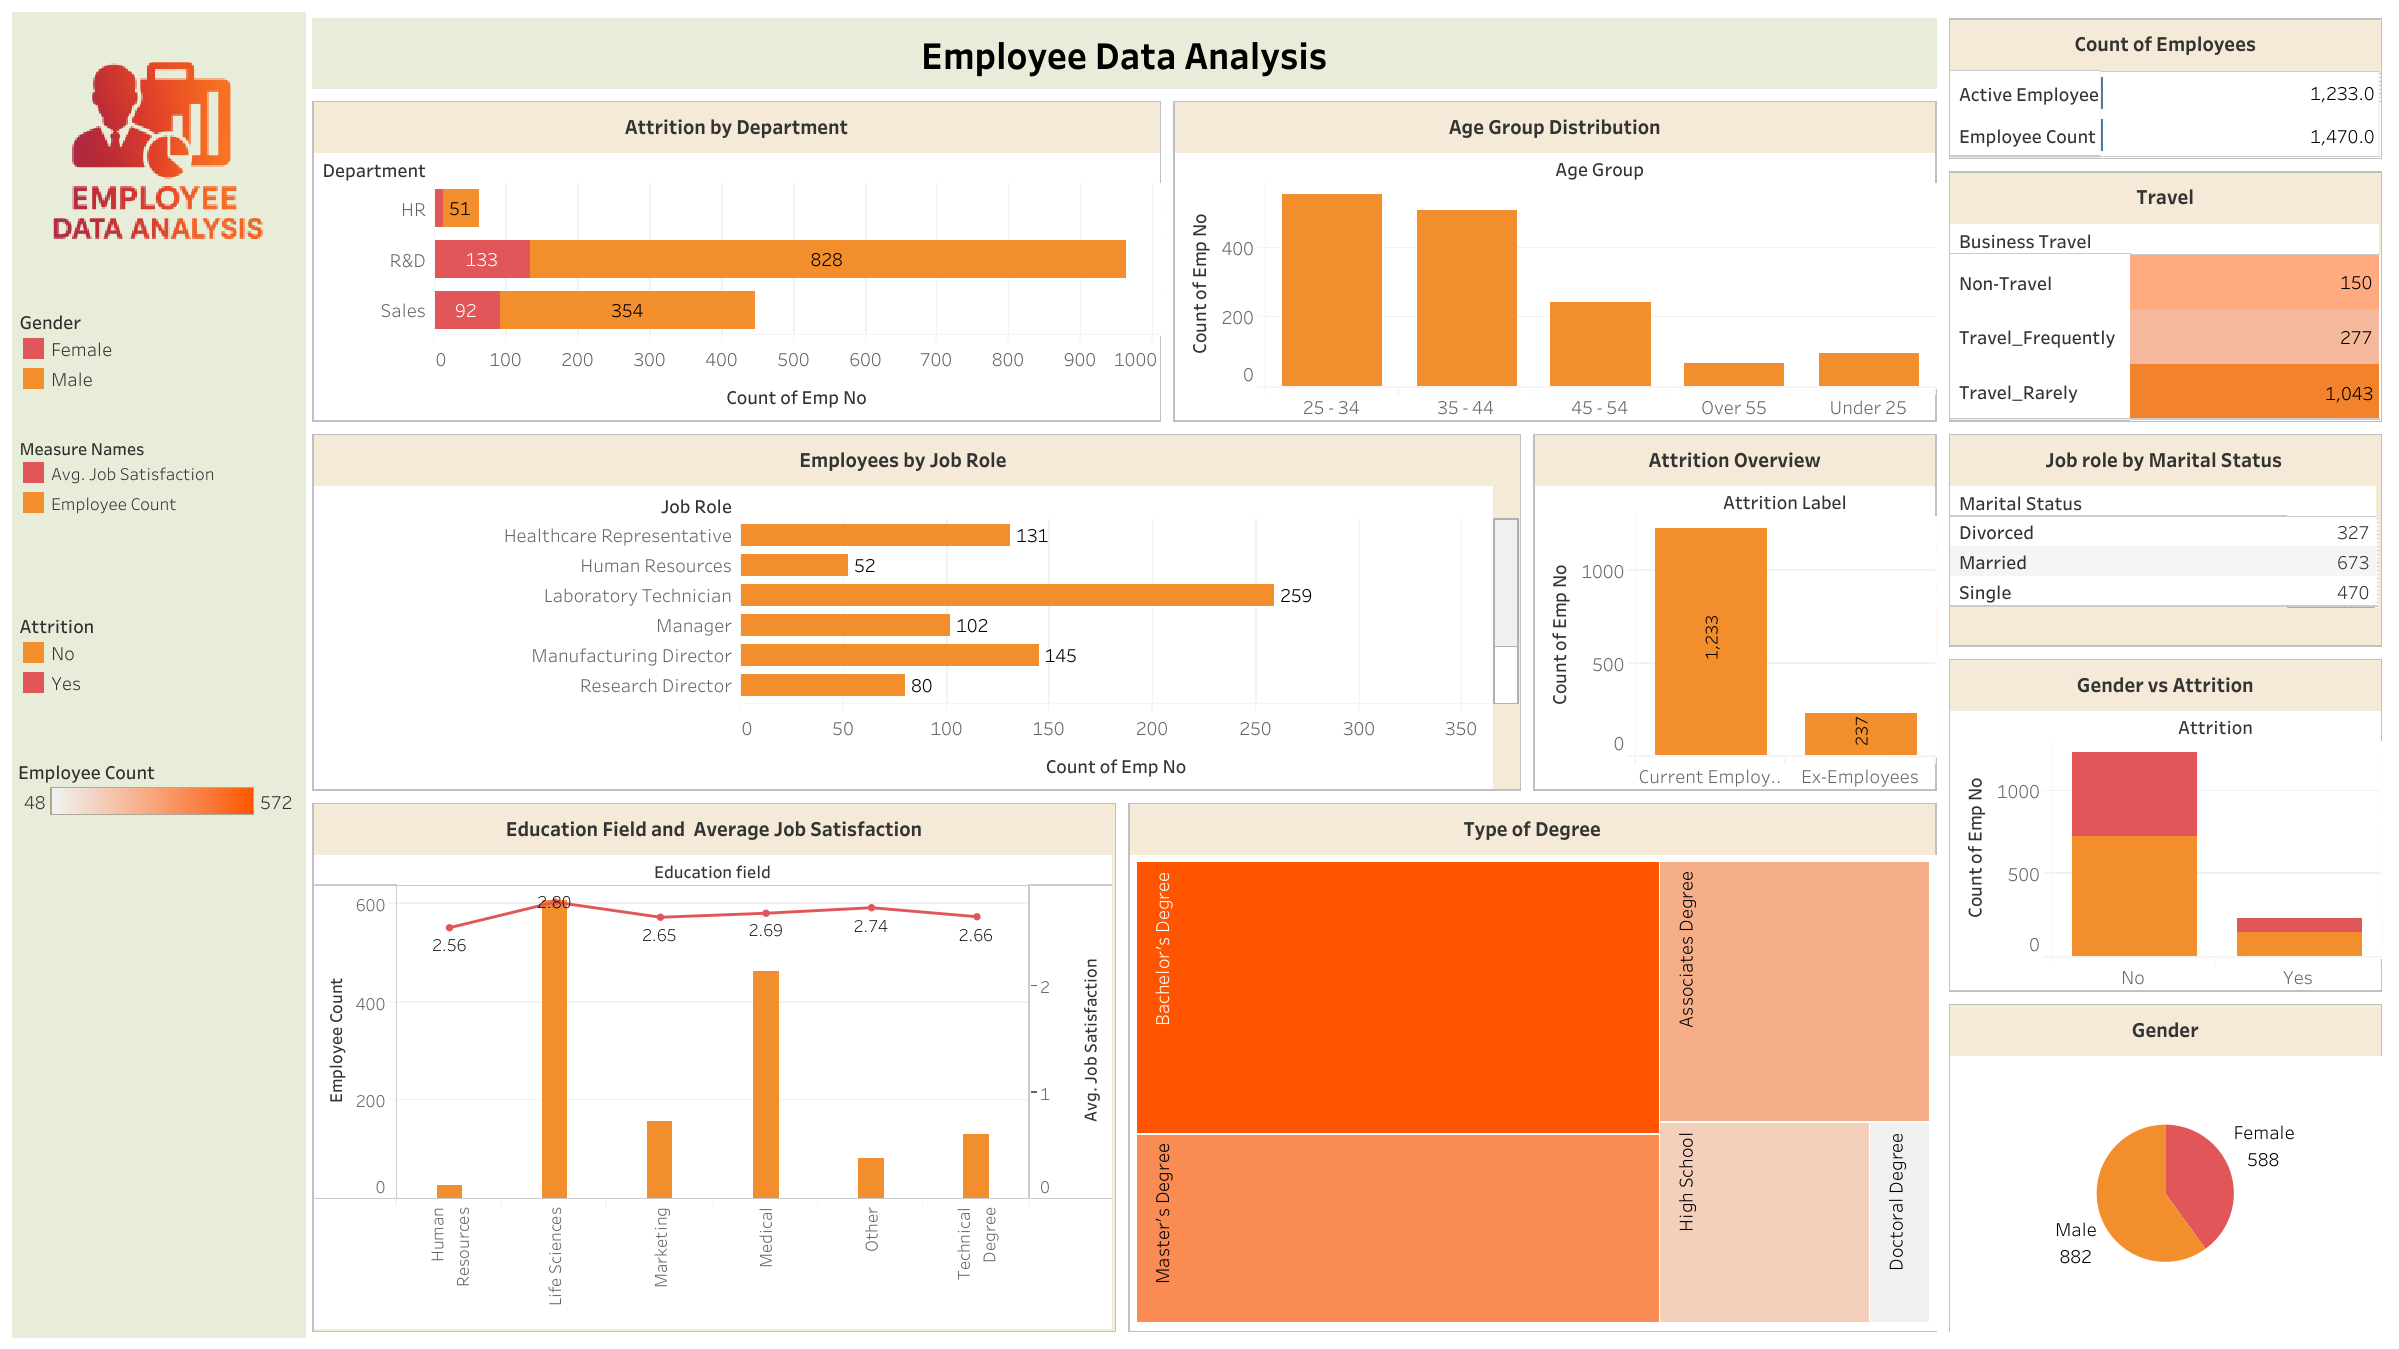 EMPLOYEE
DATA ANALYSIS
Gender
Female
Male
Measure Names
Avg. Job Satisfaction
Employee Count
Attrition
No
Yes
Employee Count
48 572
Employee Data Analysis
Attrition by Department
Department
HR 51
R&D 133 828
Sales 92 354
0 100 200 300 400 500 600 700 800 900 1000
Count of Emp No
Age Group Distribution
Age Group
Count of Emp No
400
200
0
25 - 34 35 - 44 45 - 54 Over 55 Under 25
Count of Employees
Active Employee 1,233.0
Employee Count 1,470.0
Travel
Business Travel
Non-Travel 150
Travel_Frequently 277
Travel_Rarely 1,043
Employees by Job Role
Job Role
Healthcare Representative 131
Human Resources 52
Laboratory Technician 259
Manager 102
Manufacturing Director 145
Research Director 80
0 50 100 150 200 250 300 350
Count of Emp No
Attrition Overview
Attrition Label
Count of Emp No
1000
500
0
1,233
237
Current Employ.. Ex-Employees
Job role by Marital Status
Marital Status
Divorced 327
Married 673
Single 470
Gender vs Attrition
Attrition
Count of Emp No
1000
500
0
No Yes
Education Field and Average Job Satisfaction
Education field
Employee Count
600
400
200
0
2.56 2.80 2.65 2.69 2.74 2.66
2
1
0
Avg. Job Satisfaction
Human
Resources
Life Sciences
Marketing
Medical
Other
Technical
Degree
Type of Degree
Bachelor's Degree
Associates Degree
Master's Degree
High School
Doctoral Degree
Gender
Female
588
Male
882